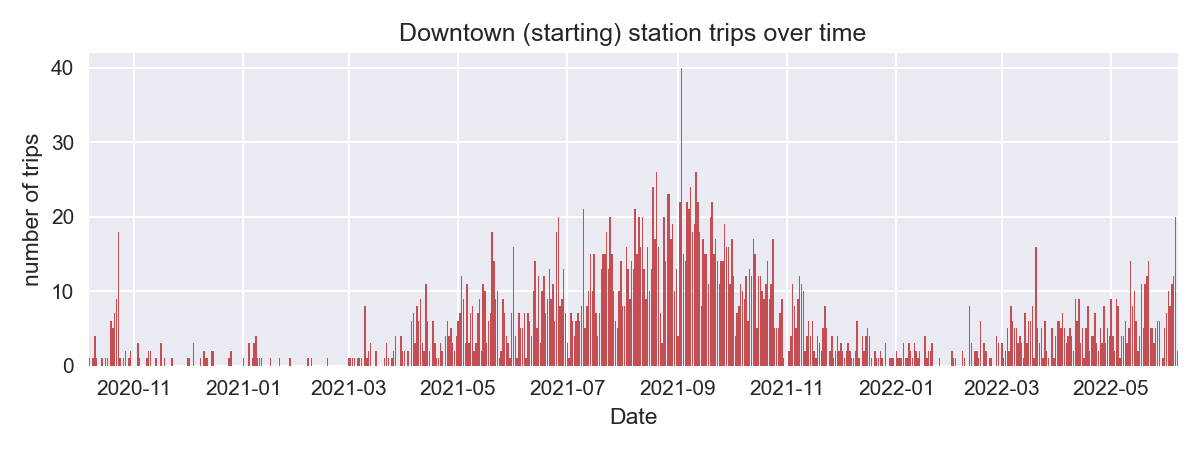 Downtown (starting) station trips over time
number of trips
40
30
20
10
0
2020-11 2021-01 2021-03 2021-05 2021-07 2021-09 2021-11 2022-01 2022-03 2022-05
Date